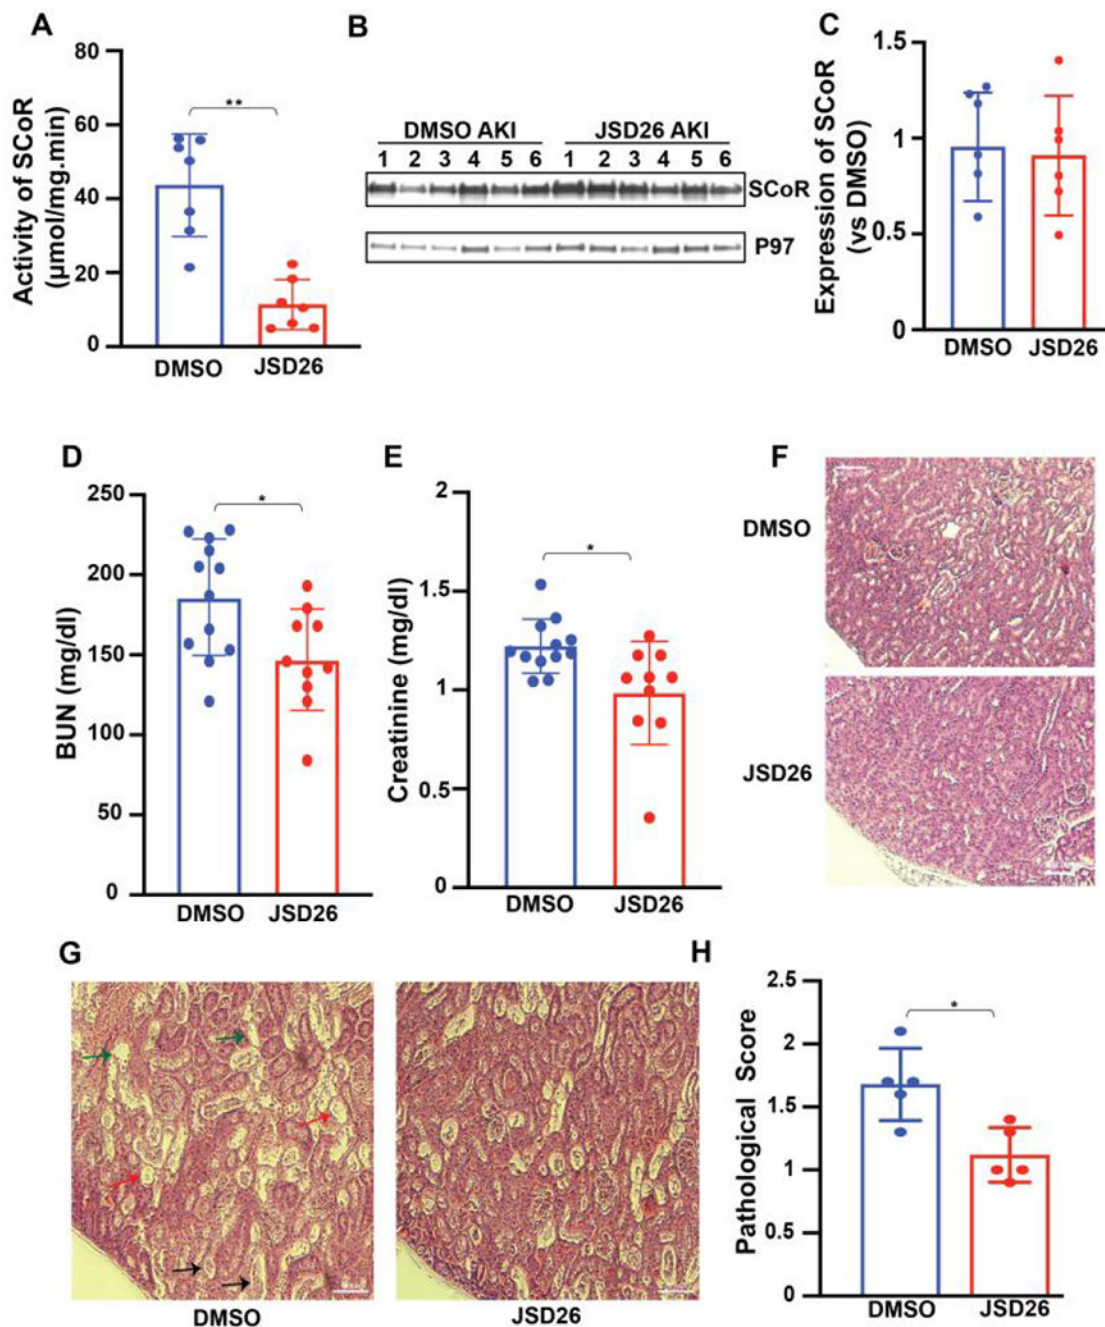 A
Activity of SCoR
(µmol/mg.min)
80
60
40
20
0
**
DMSO
JSD26
B
DMSO AKI
JSD26 AKI
1 2 3 4 5 6 1 2 3 4 5 6
SCoR
P97
C
Expression of SCoR
(vs DMSO)
1.5
1
0.5
0
DMSO
JSD26
D
BUN (mg/dl)
250
200
150
100
50
0
*
DMSO
JSD26
E
Creatinine (mg/dl)
2
1.5
1
0.5
0
*
DMSO
JSD26
F
DMSO
JSD26
G
DMSO
JSD26
H
Pathological Score
2.5
2
1.5
1
0.5
0
*
DMSO
JSD26